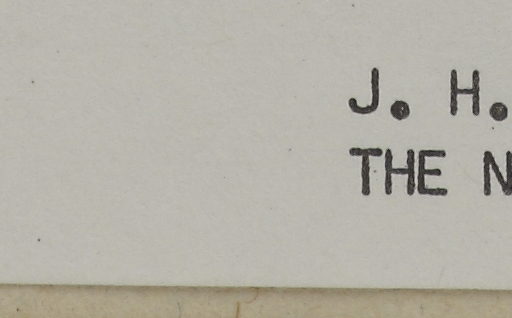 J. H.
THE N